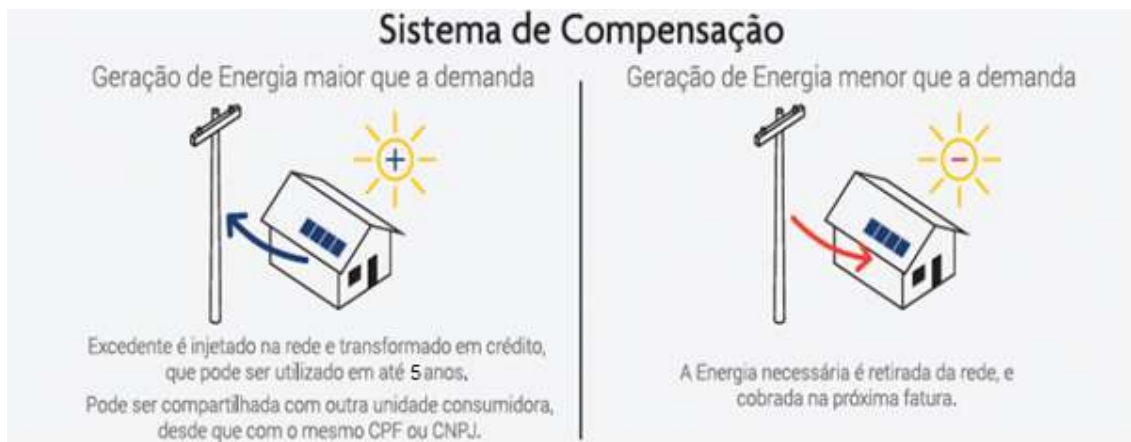 Sistema de Compensação
Geração de Energia maior que a demanda
Excedente é injetado na rede e transformado em crédito,
que pode ser utilizado em até 5 anos.
Pode ser compartilhada com outra unidade consumidora,
desde que com o mesmo CPF ou CNPJ.
Geração de Energia menor que a demanda
A Energia necessária é retirada da rede, e
cobrada na próxima fatura.